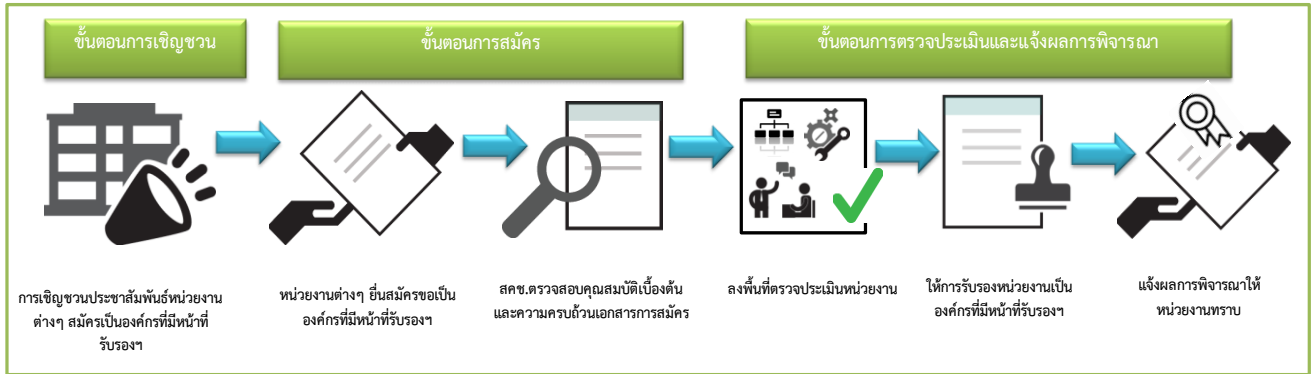 ขั้นตอนการเชิญชวน
ขั้นตอนการสมัคร
ขั้นตอนการตรวจประเมินและแจ้งผลการพิจารณา
การเชิญชวนประชาสัมพันธ์หน่วยงาน
ต่างๆ สมัครเป็นองค์กรที่มีหน้าที่
รับรองฯ
หน่วยงานต่างๆ ยื่นสมัครขอเป็น
องค์กรที่มีหน้าที่รับรองฯ
สคช.ตรวจสอบคุณสมบัติเบื้องต้น
และความครบถ้วนเอกสารการสมัคร
ลงพื้นที่ตรวจประเมินหน่วยงาน
ให้การรับรองหน่วยงานเป็น
องค์กรที่มีหน้าที่รับรองฯ
แจ้งผลการพิจารณาให้
หน่วยงานทราบ